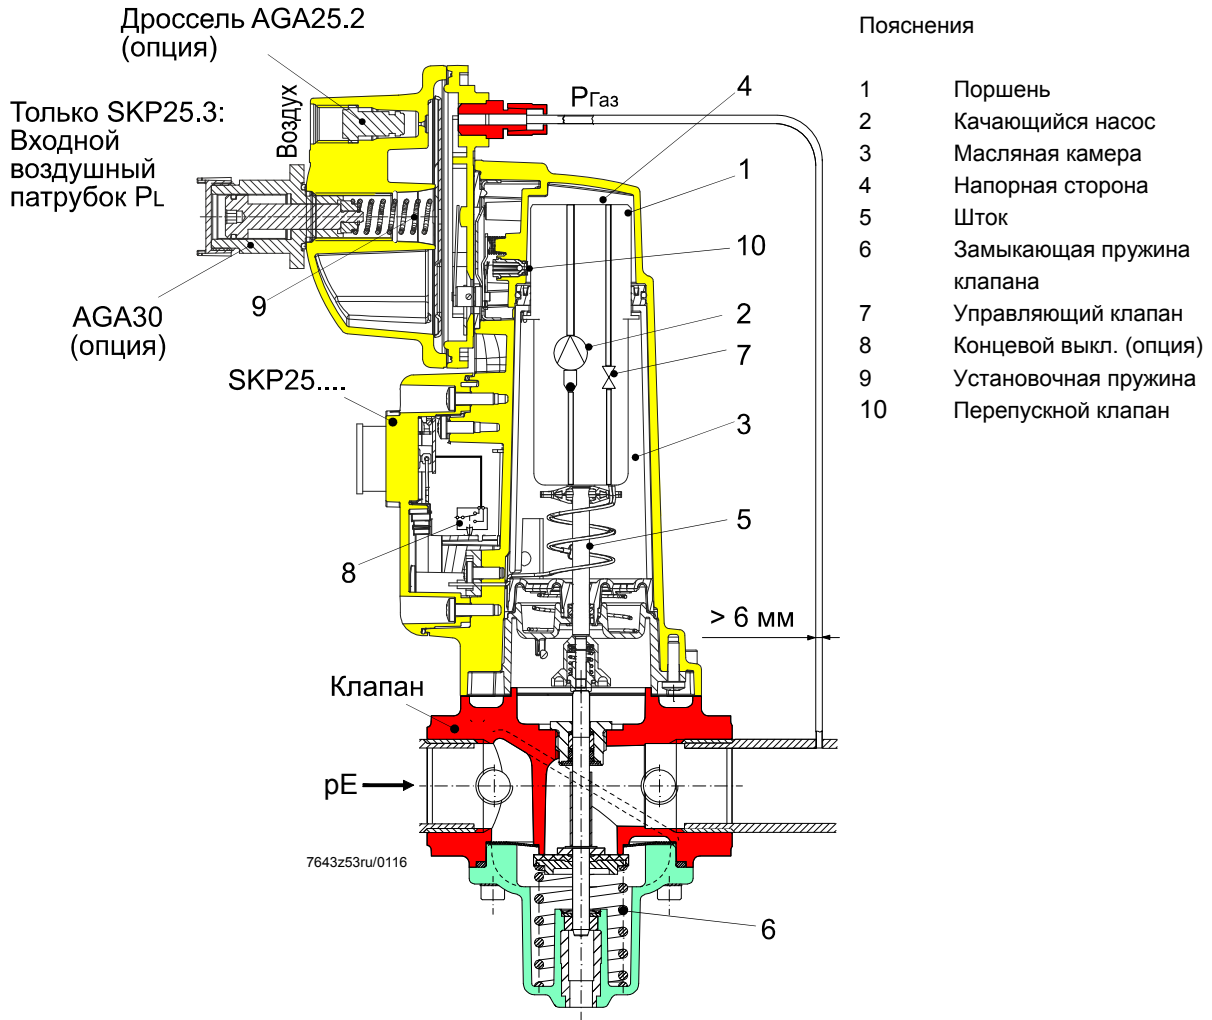 Дроссель AGA25.2
(опция)
Только SKP25.3:
Входной
воздушный
патрубок PL
Воздух
PГаз
4
1
10
9
AGA30
(опция)
2
7
SKP25....
3
5
8
> 6 мм
Клапан
pE
7643z53ru/0116
6
Пояснения
1 Поршень
2 Качающийся насос
3 Масляная камера
4 Напорная сторона
5 Шток
6 Замыкающая пружина
клапана
7 Управляющий клапан
8 Концевой выкл. (опция)
9 Установочная пружина
10 Перепускной клапан